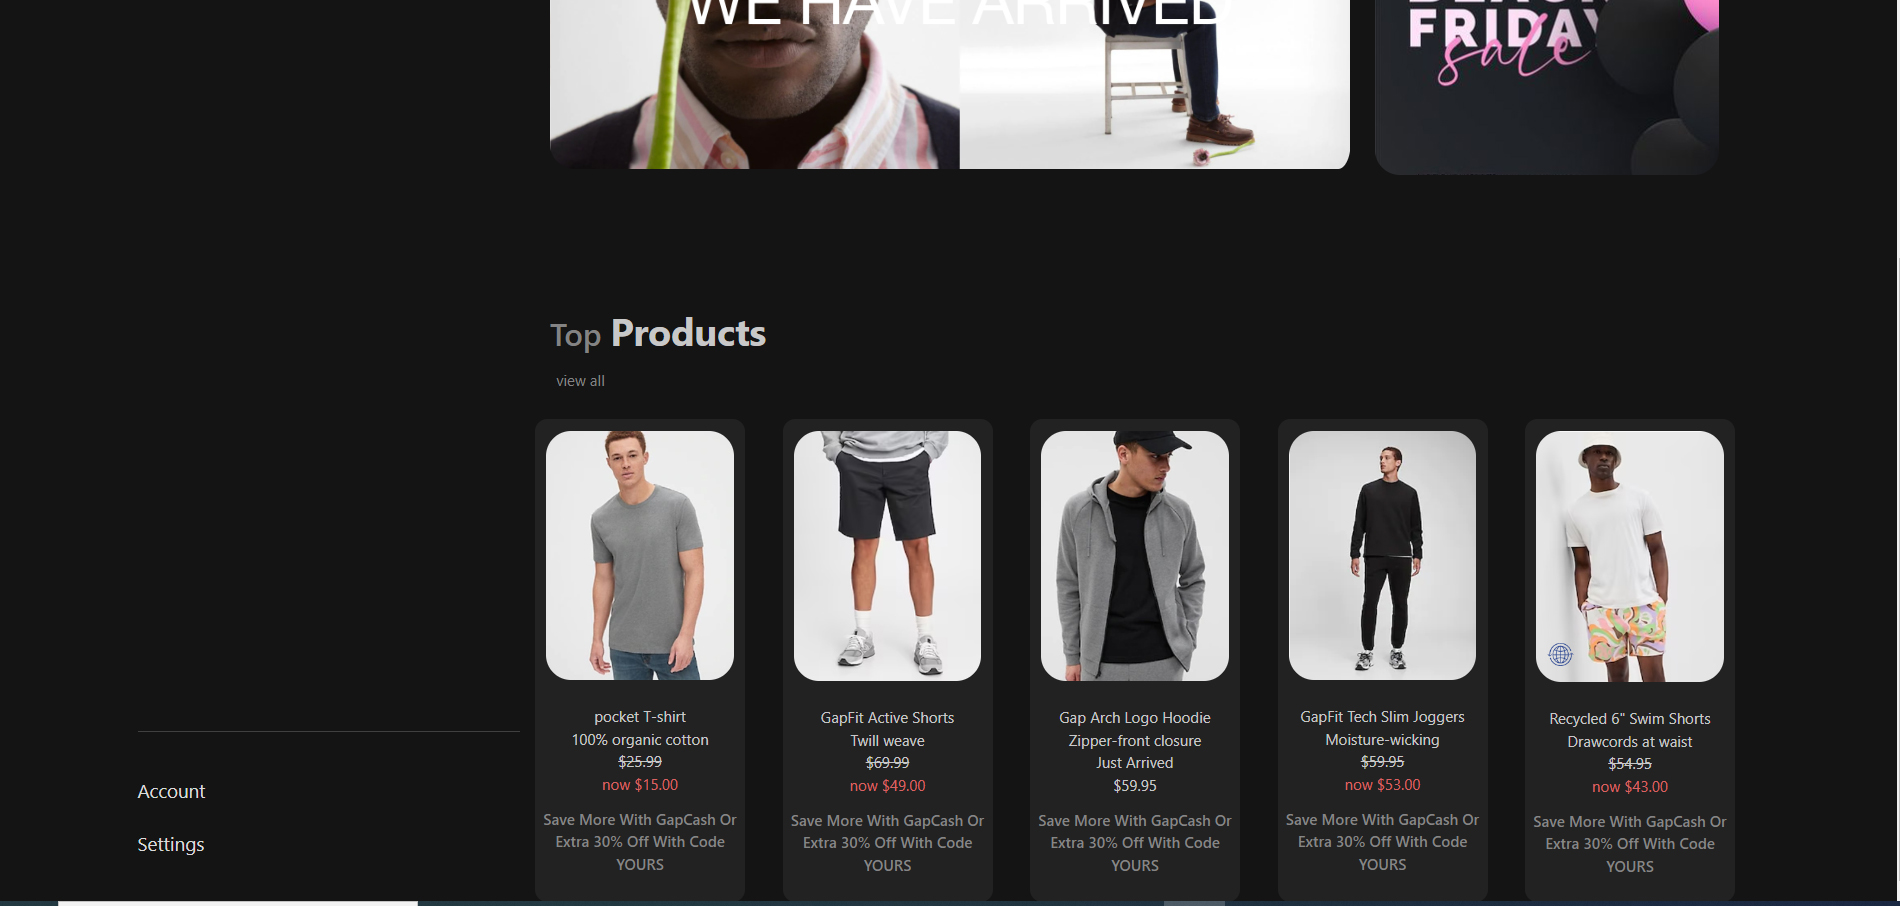 WE HAVE ARRIVED
FRIDAY
sale
Top Products
view all
pocket T-shirt
100% organic cotton
$25.99
now $15.00
Save More With GapCash Or
Extra 30% Off With Code
YOURS
GapFit Active Shorts
Twill weave
$69.99
now $49.00
Save More With GapCash Or
Extra 30% Off With Code
YOURS
Gap Arch Logo Hoodie
Zipper-front closure
Just Arrived
$59.95
Save More With GapCash Or
Extra 30% Off With Code
YOURS
GapFit Tech Slim Joggers
Moisture-wicking
$59.95
now $53.00
Save More With GapCash Or
Extra 30% Off With Code
YOURS
Recycled 6" Swim Shorts
Drawcords at waist
$54.95
now $43.00
Save More With GapCash Or
Extra 30% Off With Code
YOURS
Account
Settings